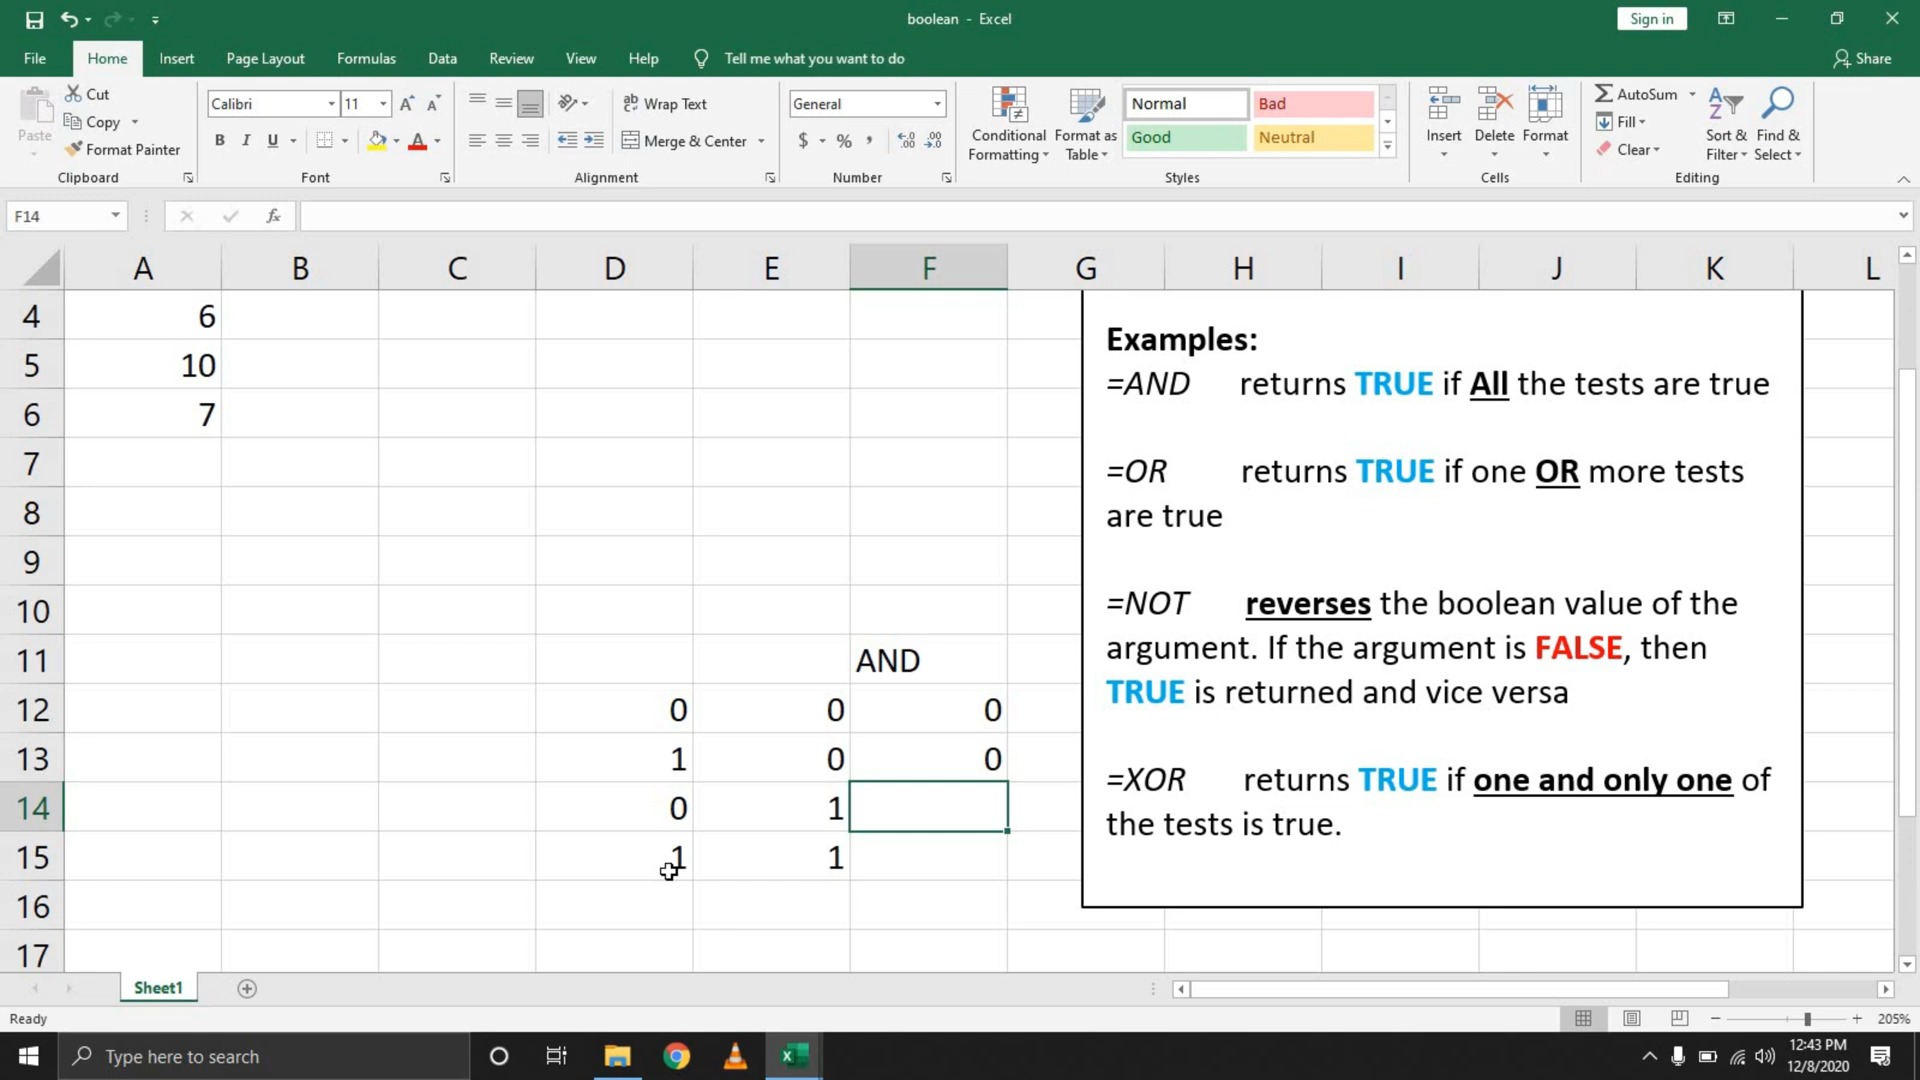 boolean - Excel
Sign in
File Home Insert Page Layout Formulas Data Review View Help Tell me what you want to do Share
Paste Cut Copy Format Painter
Calibri 11
B I U
Wrap Text
Merge & Center
General
$ % ,
Conditional Formatting
Format as Table
Normal Bad
Good Neutral
Insert Delete Format
AutoSum
Fill
Clear
Sort & Filter
Find & Select
Clipboard Font Alignment Number Styles Cells Editing
F14 fx
A B C D E F G H I J K L
4 6
5 10
6 7
7
8
9
10
11 AND
12 0 0 0
13 1 0 0
14 0 1
15 1 1
16
17
Examples:
=AND returns TRUE if All the tests are true
=OR returns TRUE if one OR more tests
are true
=NOT reverses the boolean value of the
argument. If the argument is FALSE, then
TRUE is returned and vice versa
=XOR returns TRUE if one and only one of
the tests is true.
Sheet1
Ready 205%
Type here to search
12:43 PM
12/8/2020